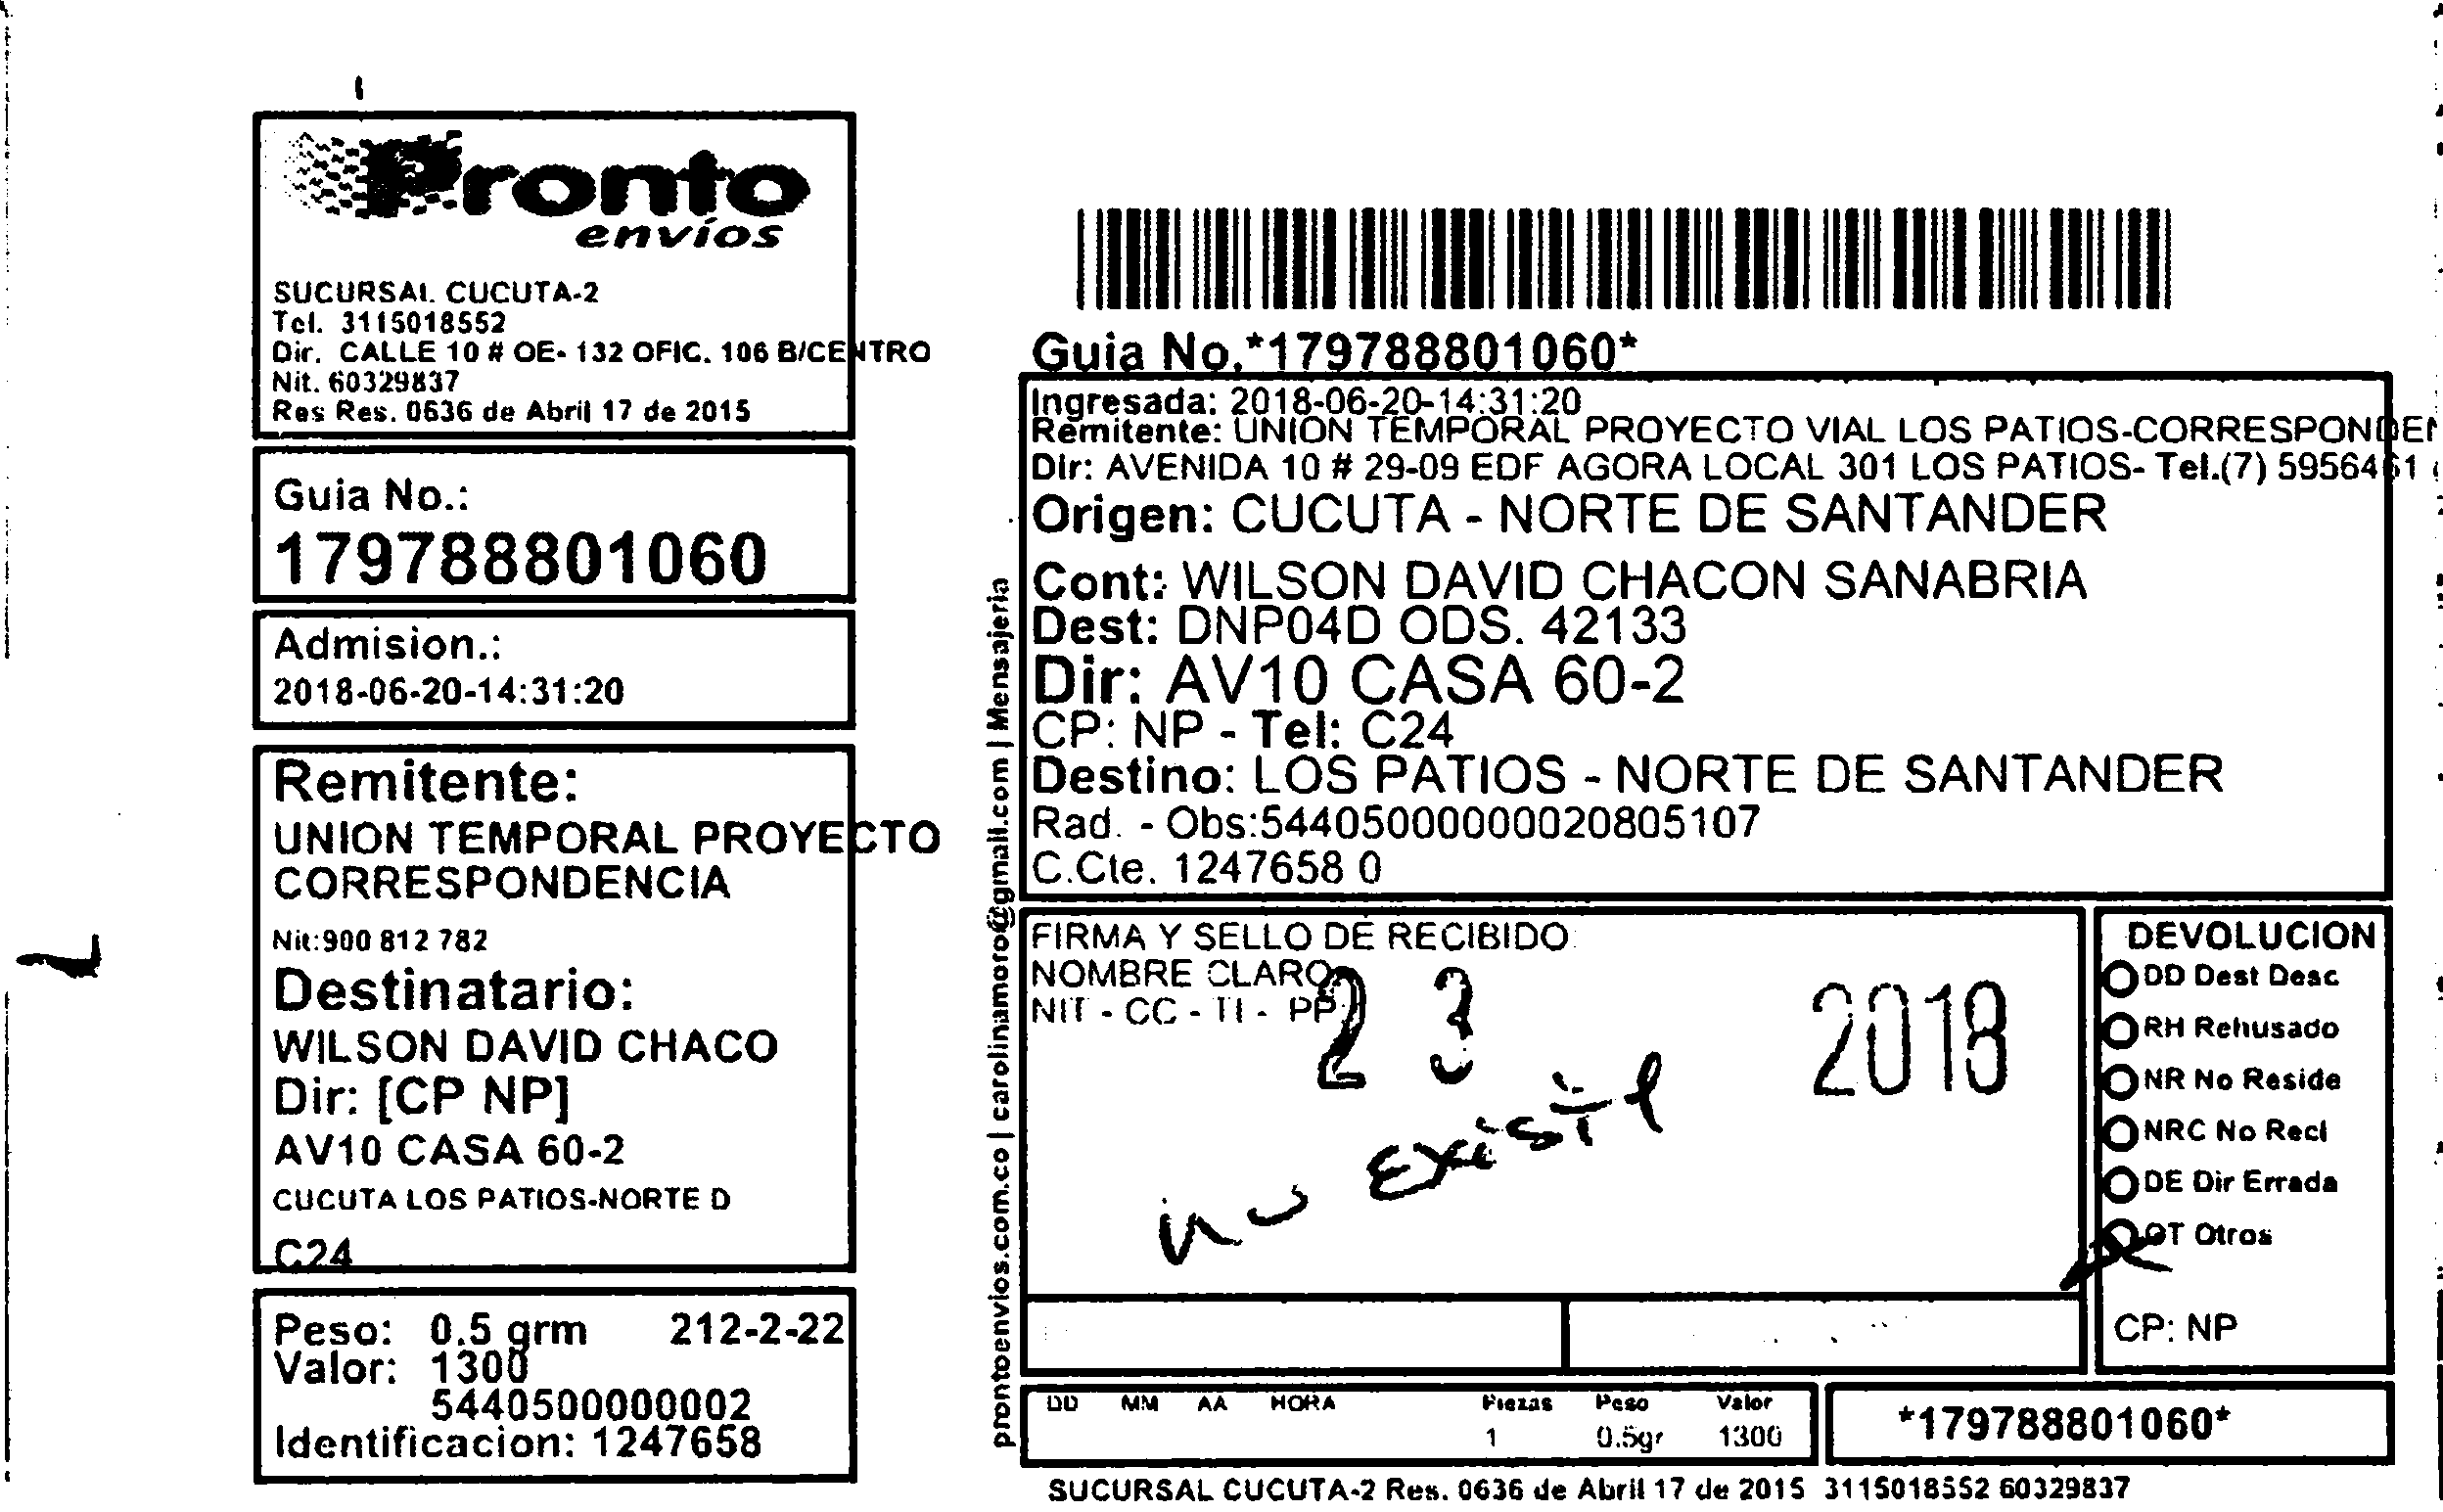 Pronto
envíos
SUCURSAL CUCUTA-2
Tel. 3115018552
Dir. CALLE 10 # OE- 132 OFIC. 106 B/CENTRO
Nit. 60329837
Res Res. 0636 de Abril 17 de 2015
Guia No.:
179788801060
Admision.:
2018-06-20-14:31:20
Remitente:
UNION TEMPORAL PROYECTO
CORRESPONDENCIA
Nit:900 812 782
Destinatario:
WILSON DAVID CHACO
Dir: [CP NP]
AV10 CASA 60-2
CUCUTA LOS PATIOS-NORTE D
C24
Peso: 0.5 grm 212-2-22
Valor: 1300
5440500000002
Identificacion: 1247658
prontoenvios.com.co | carolinamoro@gmail.com | Mensajeria
Guia No.*179788801060*
Ingresada: 2018-06-20-14:31:20
Remitente: UNION TEMPORAL PROYECTO VIAL LOS PATIOS-CORRESPONDEN
Dir: AVENIDA 10 # 29-09 EDF AGORA LOCAL 301 LOS PATIOS- Tel.(7) 5956461
Origen: CUCUTA - NORTE DE SANTANDER
Cont: WILSON DAVID CHACON SANABRIA
Dest: DNP04D ODS. 42133
Dir: AV10 CASA 60-2
CP: NP - Tel: C24
Destino: LOS PATIOS - NORTE DE SANTANDER
Rad. - Obs:54405000000020805107
C.Cte. 1247658 0
FIRMA Y SELLO DE RECIBIDO
NOMBRE CLARO
NIT - CC - TI - PP
23 2018
no existe
DEVOLUCION
DD Dest Desc
RH Rehusado
NR No Reside
NRC No Recl
DE Dir Errada
OT Otros
CP: NP
DD MM AA HORA Piezas Peso Valor
1 0.5gr 1300
*179788801060*
SUCURSAL CUCUTA-2 Res. 0636 de Abril 17 de 2015 3115018552 60329837